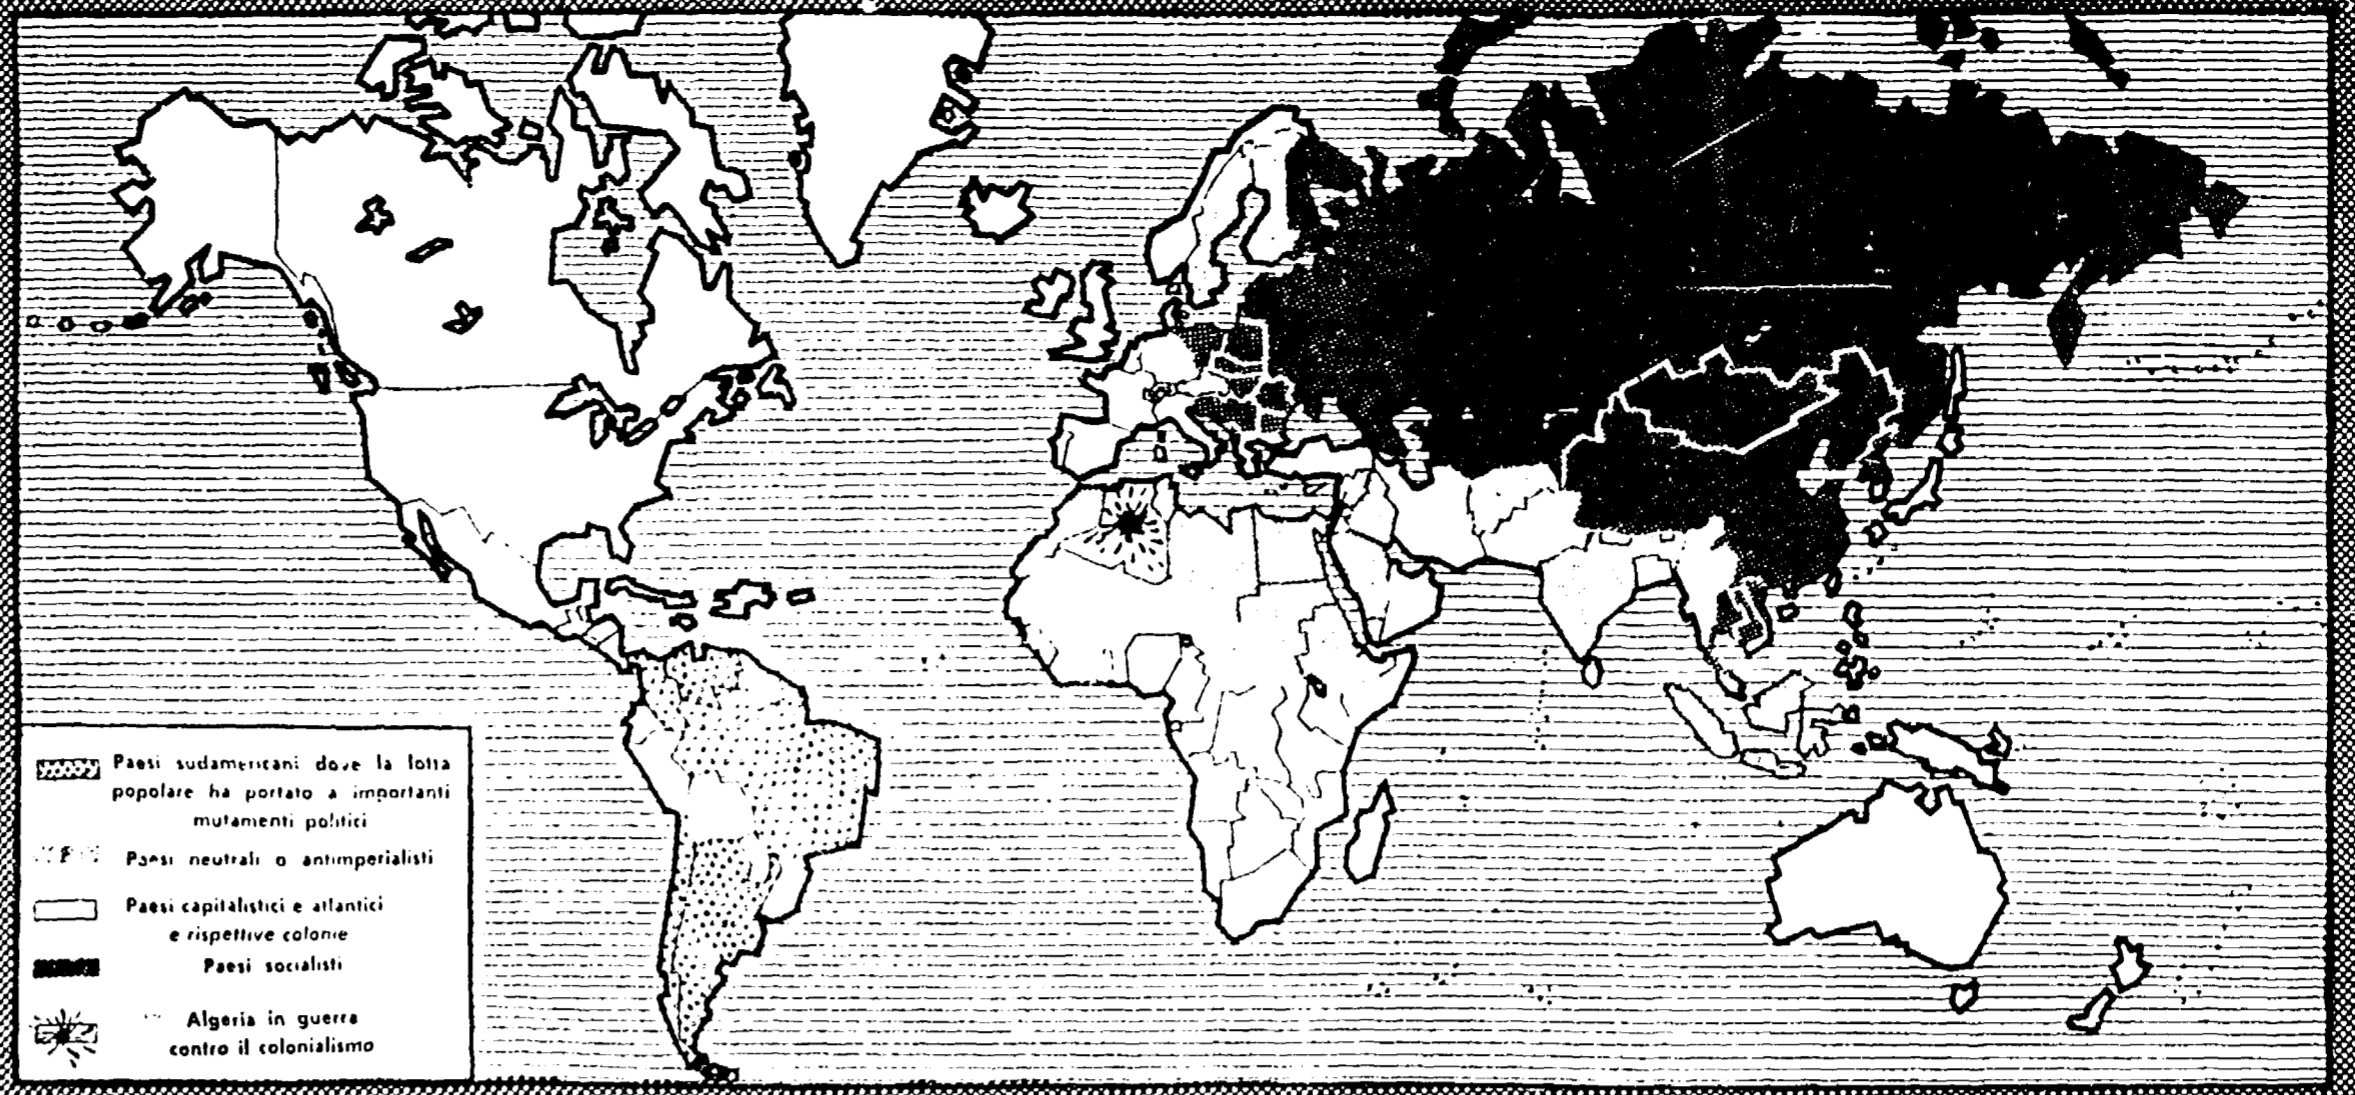 Paesi sudamericani dove la lotta
popolare ha portato a importanti
mutamenti politici
Paesi neutrali o antimperialisti
Paesi capitalistici e atlantici
e rispettive colonie
Paesi socialisti
Algeria in guerra
contro il colonialismo